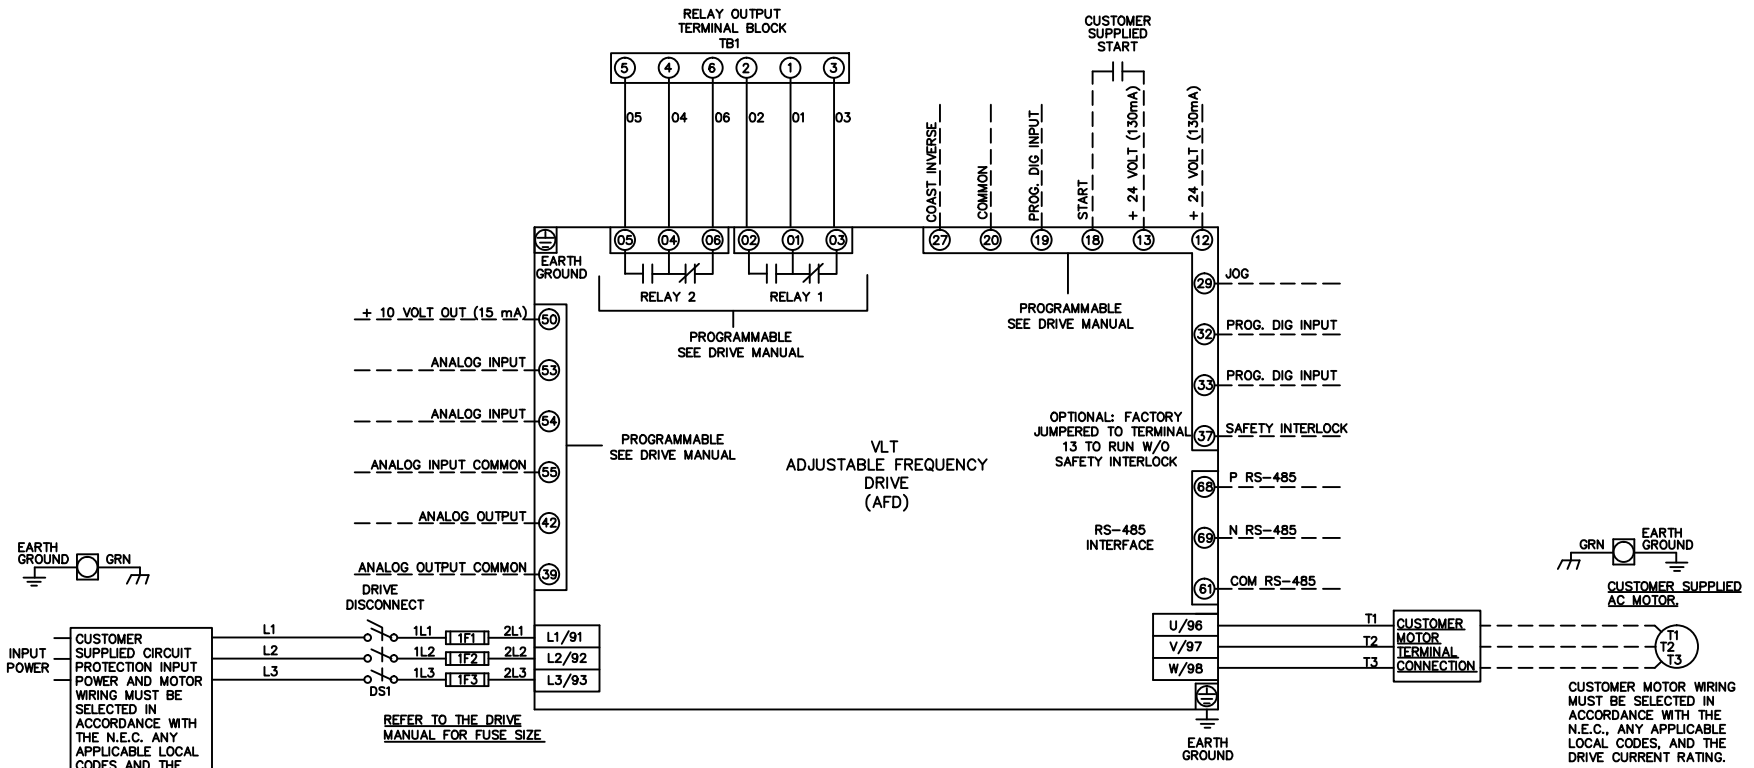 RELAY OUTPUT
TERMINAL BLOCK
TB1
5 4 6 2 1 3
05 04 06 02 01 03
CUSTOMER
SUPPLIED
START
COAST INVERSE
COMMON
PROG. DIG INPUT
START
+ 24 VOLT (130mA)
+ 24 VOLT (130mA)
05 04 06 02 01 03
27 20 19 18 13 12
EARTH
GROUND
RELAY 2
RELAY 1
PROGRAMMABLE
SEE DRIVE MANUAL
PROGRAMMABLE
SEE DRIVE MANUAL
29 JOG
32 PROG. DIG INPUT
33 PROG. DIG INPUT
37 SAFETY INTERLOCK
OPTIONAL: FACTORY
JUMPERED TO TERMINAL
13 TO RUN W/O
SAFETY INTERLOCK
68 P RS-485
69 N RS-485
61 COM RS-485
RS-485
INTERFACE
+ 10 VOLT OUT (15 mA) 50
ANALOG INPUT 53
ANALOG INPUT 54
ANALOG INPUT COMMON 55
ANALOG OUTPUT 42
ANALOG OUTPUT COMMON 39
PROGRAMMABLE
SEE DRIVE MANUAL
VLT
ADJUSTABLE FREQUENCY
DRIVE
(AFD)
EARTH
GROUND
GRN
DRIVE
DISCONNECT
INPUT
POWER
CUSTOMER
SUPPLIED CIRCUIT
PROTECTION INPUT
POWER AND MOTOR
WIRING MUST BE
SELECTED IN
ACCORDANCE WITH
THE N.E.C. ANY
APPLICABLE LOCAL
CODES AND THE
L1 1L1 1F1 2L1 L1/91
L2 1L2 1F2 2L2 L2/92
L3 1L3 1F3 2L3 L3/93
DS1
REFER TO THE DRIVE
MANUAL FOR FUSE SIZE
U/96 T1
V/97 T2
W/98 T3
EARTH
GROUND
CUSTOMER
MOTOR
TERMINAL
CONNECTION
GRN
EARTH
GROUND
CUSTOMER SUPPLIED
AC MOTOR.
T1
T2
T3
CUSTOMER MOTOR WIRING
MUST BE SELECTED IN
ACCORDANCE WITH THE
N.E.C., ANY APPLICABLE
LOCAL CODES, AND THE
DRIVE CURRENT RATING.